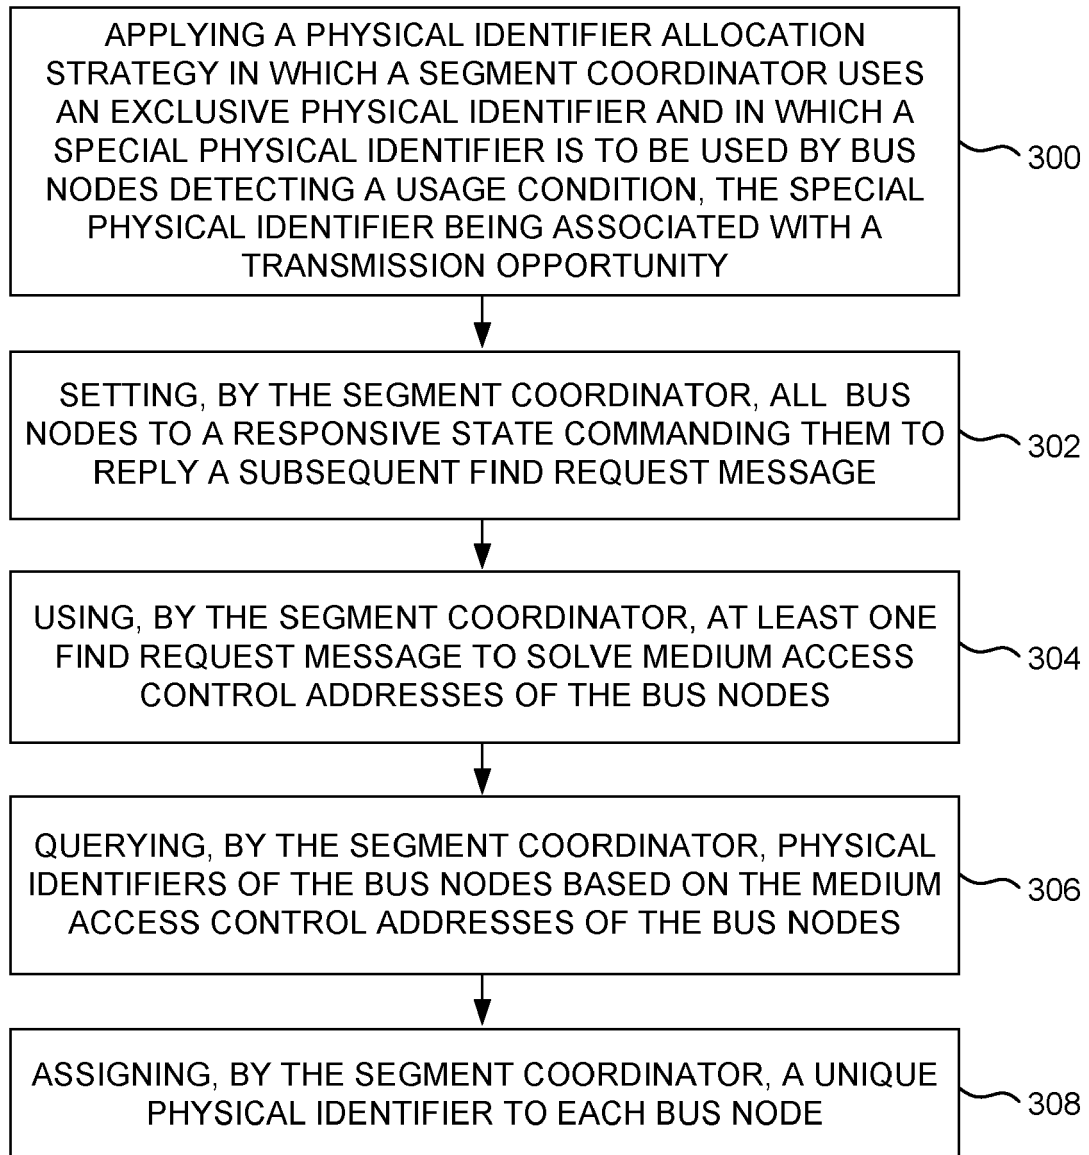 APPLYING A PHYSICAL IDENTIFIER ALLOCATION
STRATEGY IN WHICH A SEGMENT COORDINATOR USES
AN EXCLUSIVE PHYSICAL IDENTIFIER AND IN WHICH A
SPECIAL PHYSICAL IDENTIFIER IS TO BE USED BY BUS
NODES DETECTING A USAGE CONDITION, THE SPECIAL
PHYSICAL IDENTIFIER BEING ASSOCIATED WITH A
TRANSMISSION OPPORTUNITY
300
SETTING, BY THE SEGMENT COORDINATOR, ALL BUS
NODES TO A RESPONSIVE STATE COMMANDING THEM TO
REPLY A SUBSEQUENT FIND REQUEST MESSAGE
302
USING, BY THE SEGMENT COORDINATOR, AT LEAST ONE
FIND REQUEST MESSAGE TO SOLVE MEDIUM ACCESS
CONTROL ADDRESSES OF THE BUS NODES
304
QUERYING, BY THE SEGMENT COORDINATOR, PHYSICAL
IDENTIFIERS OF THE BUS NODES BASED ON THE MEDIUM
ACCESS CONTROL ADDRESSES OF THE BUS NODES
306
ASSIGNING, BY THE SEGMENT COORDINATOR, A UNIQUE
PHYSICAL IDENTIFIER TO EACH BUS NODE
308